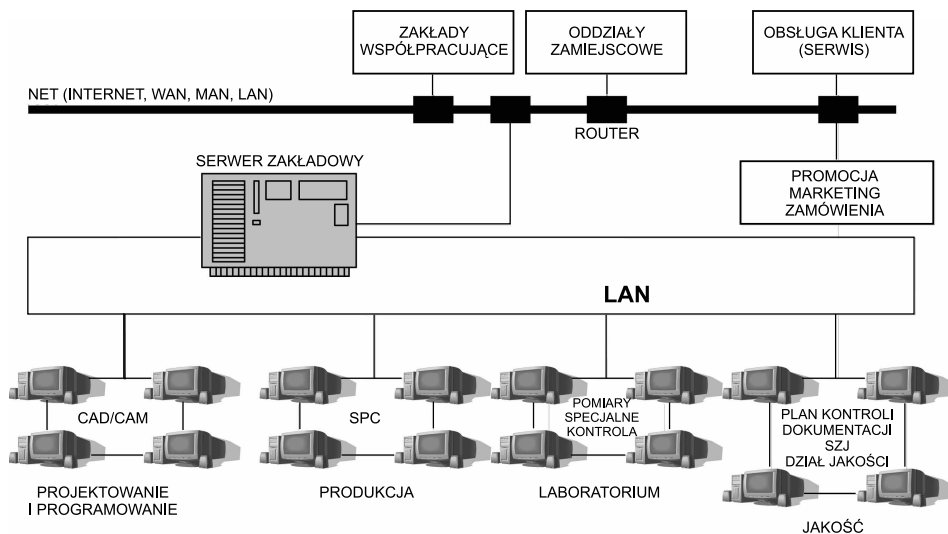 ZAKŁADY
WSPÓŁPRACUJĄCE
ODDZIAŁY
ZAMIEJSCOWE
OBSŁUGA KLIENTA
(SERWIS)
NET (INTERNET, WAN, MAN, LAN)
ROUTER
SERWER ZAKŁADOWY
PROMOCJA
MARKETING
ZAMÓWIENIA
LAN
CAD/CAM
PROJEKTOWANIE
I PROGRAMOWANIE
SPC
PRODUKCJA
POMIARY
SPECJALNE
KONTROLA
LABORATORIUM
PLAN KONTROLI
DOKUMENTACJI
SZJ
DZIAŁ JAKOŚCI
JAKOŚĆ